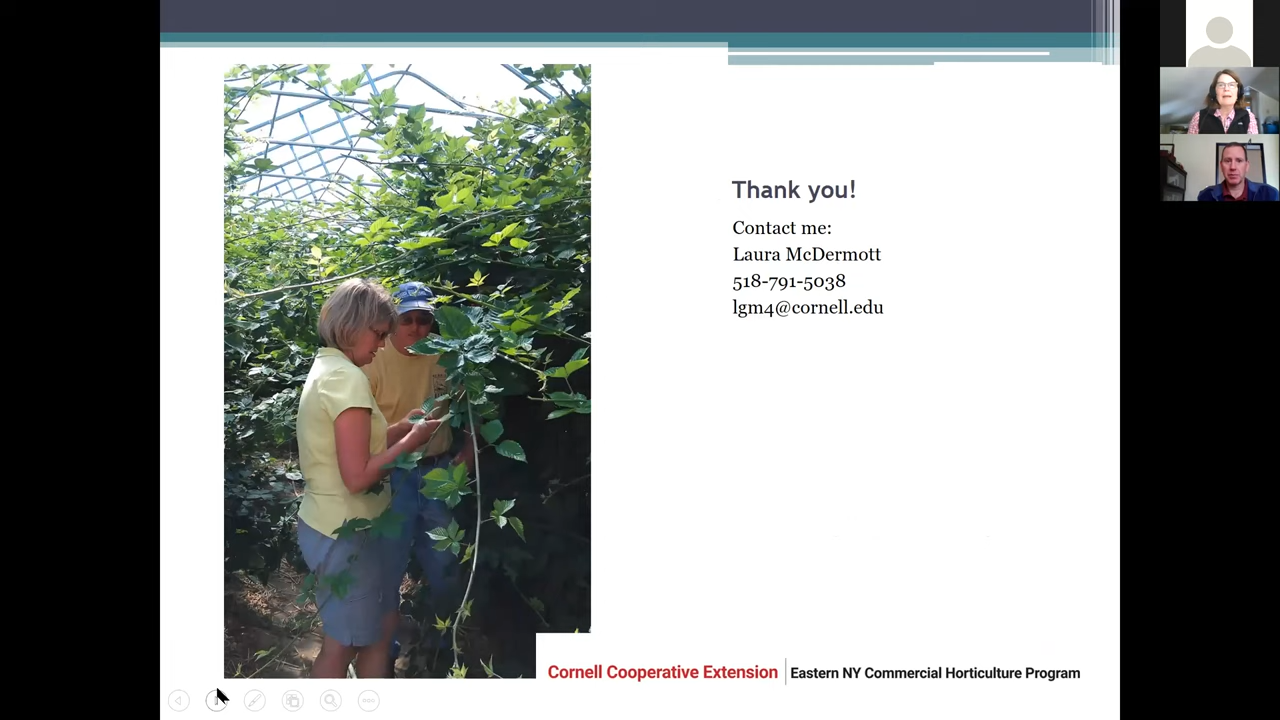 Thank you!
Contact me:
Laura McDermott
518-791-5038
lgm4@cornell.edu
Cornell Cooperative Extension | Eastern NY Commercial Horticulture Program